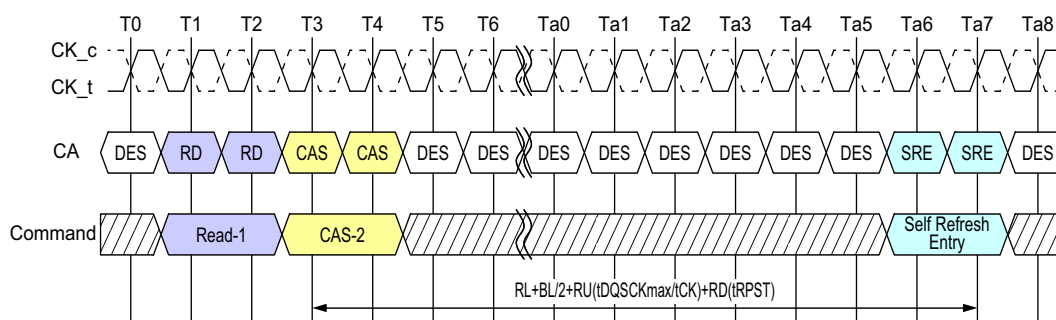 T0 T1 T2 T3 T4 T5 T6 Ta0 Ta1 Ta2 Ta3 Ta4 Ta5 Ta6 Ta7 Ta8
CK_c
CK_t
CA DES RD RD CAS CAS DES DES DES DES DES DES DES DES SRE SRE DES
Command Read-1 CAS-2 Self Refresh
Entry
RL+BL/2+RU(tDQSCKmax/tCK)+RD(tRPST)